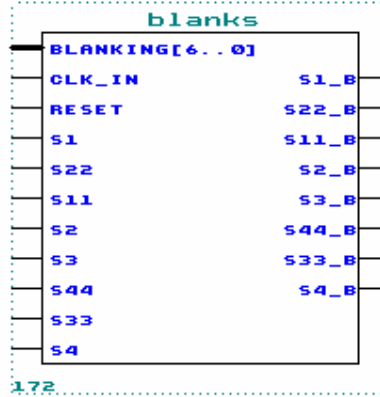 blanks
BLANKING[6..0]
CLK_IN S1_B
RESET S22_B
S1 S11_B
S22 S2_B
S11 S3_B
S2 S44_B
S3 S33_B
S44 S4_B
S33
S4
172